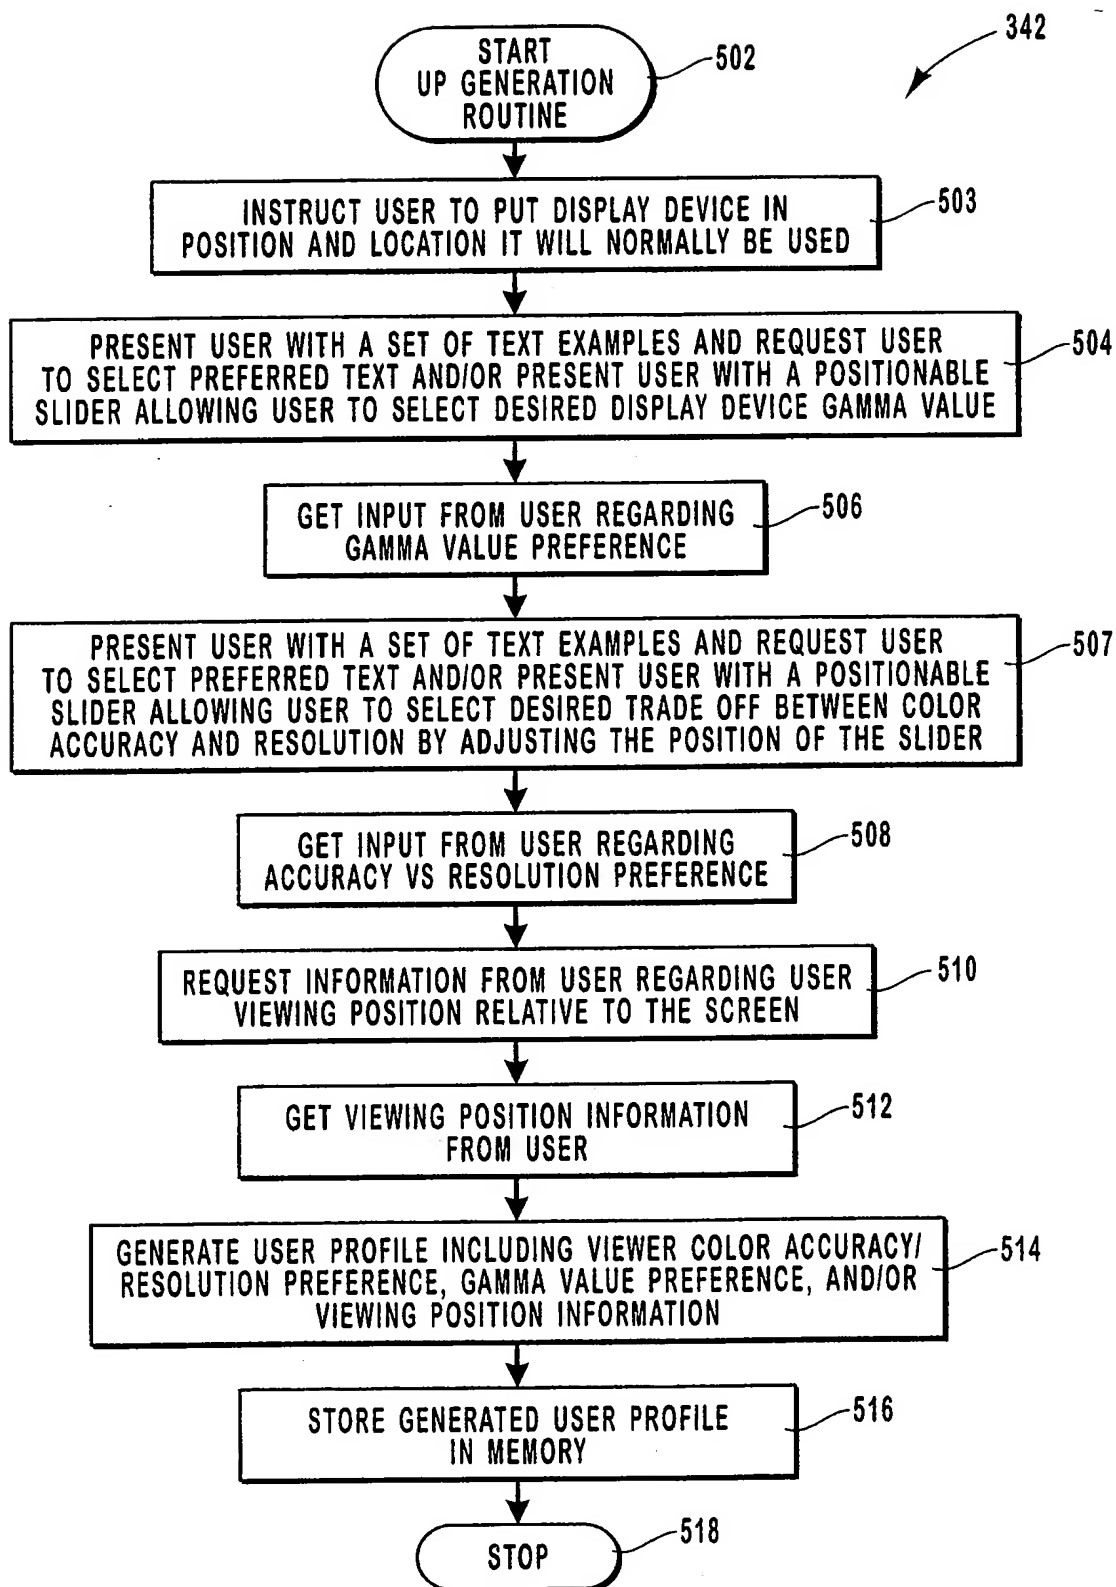 342
START
UP GENERATION
ROUTINE
502
INSTRUCT USER TO PUT DISPLAY DEVICE IN
POSITION AND LOCATION IT WILL NORMALLY BE USED
503
PRESENT USER WITH A SET OF TEXT EXAMPLES AND REQUEST USER
TO SELECT PREFERRED TEXT AND/OR PRESENT USER WITH A POSITIONABLE
SLIDER ALLOWING USER TO SELECT DESIRED DISPLAY DEVICE GAMMA VALUE
504
GET INPUT FROM USER REGARDING
GAMMA VALUE PREFERENCE
506
PRESENT USER WITH A SET OF TEXT EXAMPLES AND REQUEST USER
TO SELECT PREFERRED TEXT AND/OR PRESENT USER WITH A POSITIONABLE
SLIDER ALLOWING USER TO SELECT DESIRED TRADE OFF BETWEEN COLOR
ACCURACY AND RESOLUTION BY ADJUSTING THE POSITION OF THE SLIDER
507
GET INPUT FROM USER REGARDING
ACCURACY VS RESOLUTION PREFERENCE
508
REQUEST INFORMATION FROM USER REGARDING USER
VIEWING POSITION RELATIVE TO THE SCREEN
510
GET VIEWING POSITION INFORMATION
FROM USER
512
GENERATE USER PROFILE INCLUDING VIEWER COLOR ACCURACY/
RESOLUTION PREFERENCE, GAMMA VALUE PREFERENCE, AND/OR
VIEWING POSITION INFORMATION
514
STORE GENERATED USER PROFILE
IN MEMORY
516
STOP
518